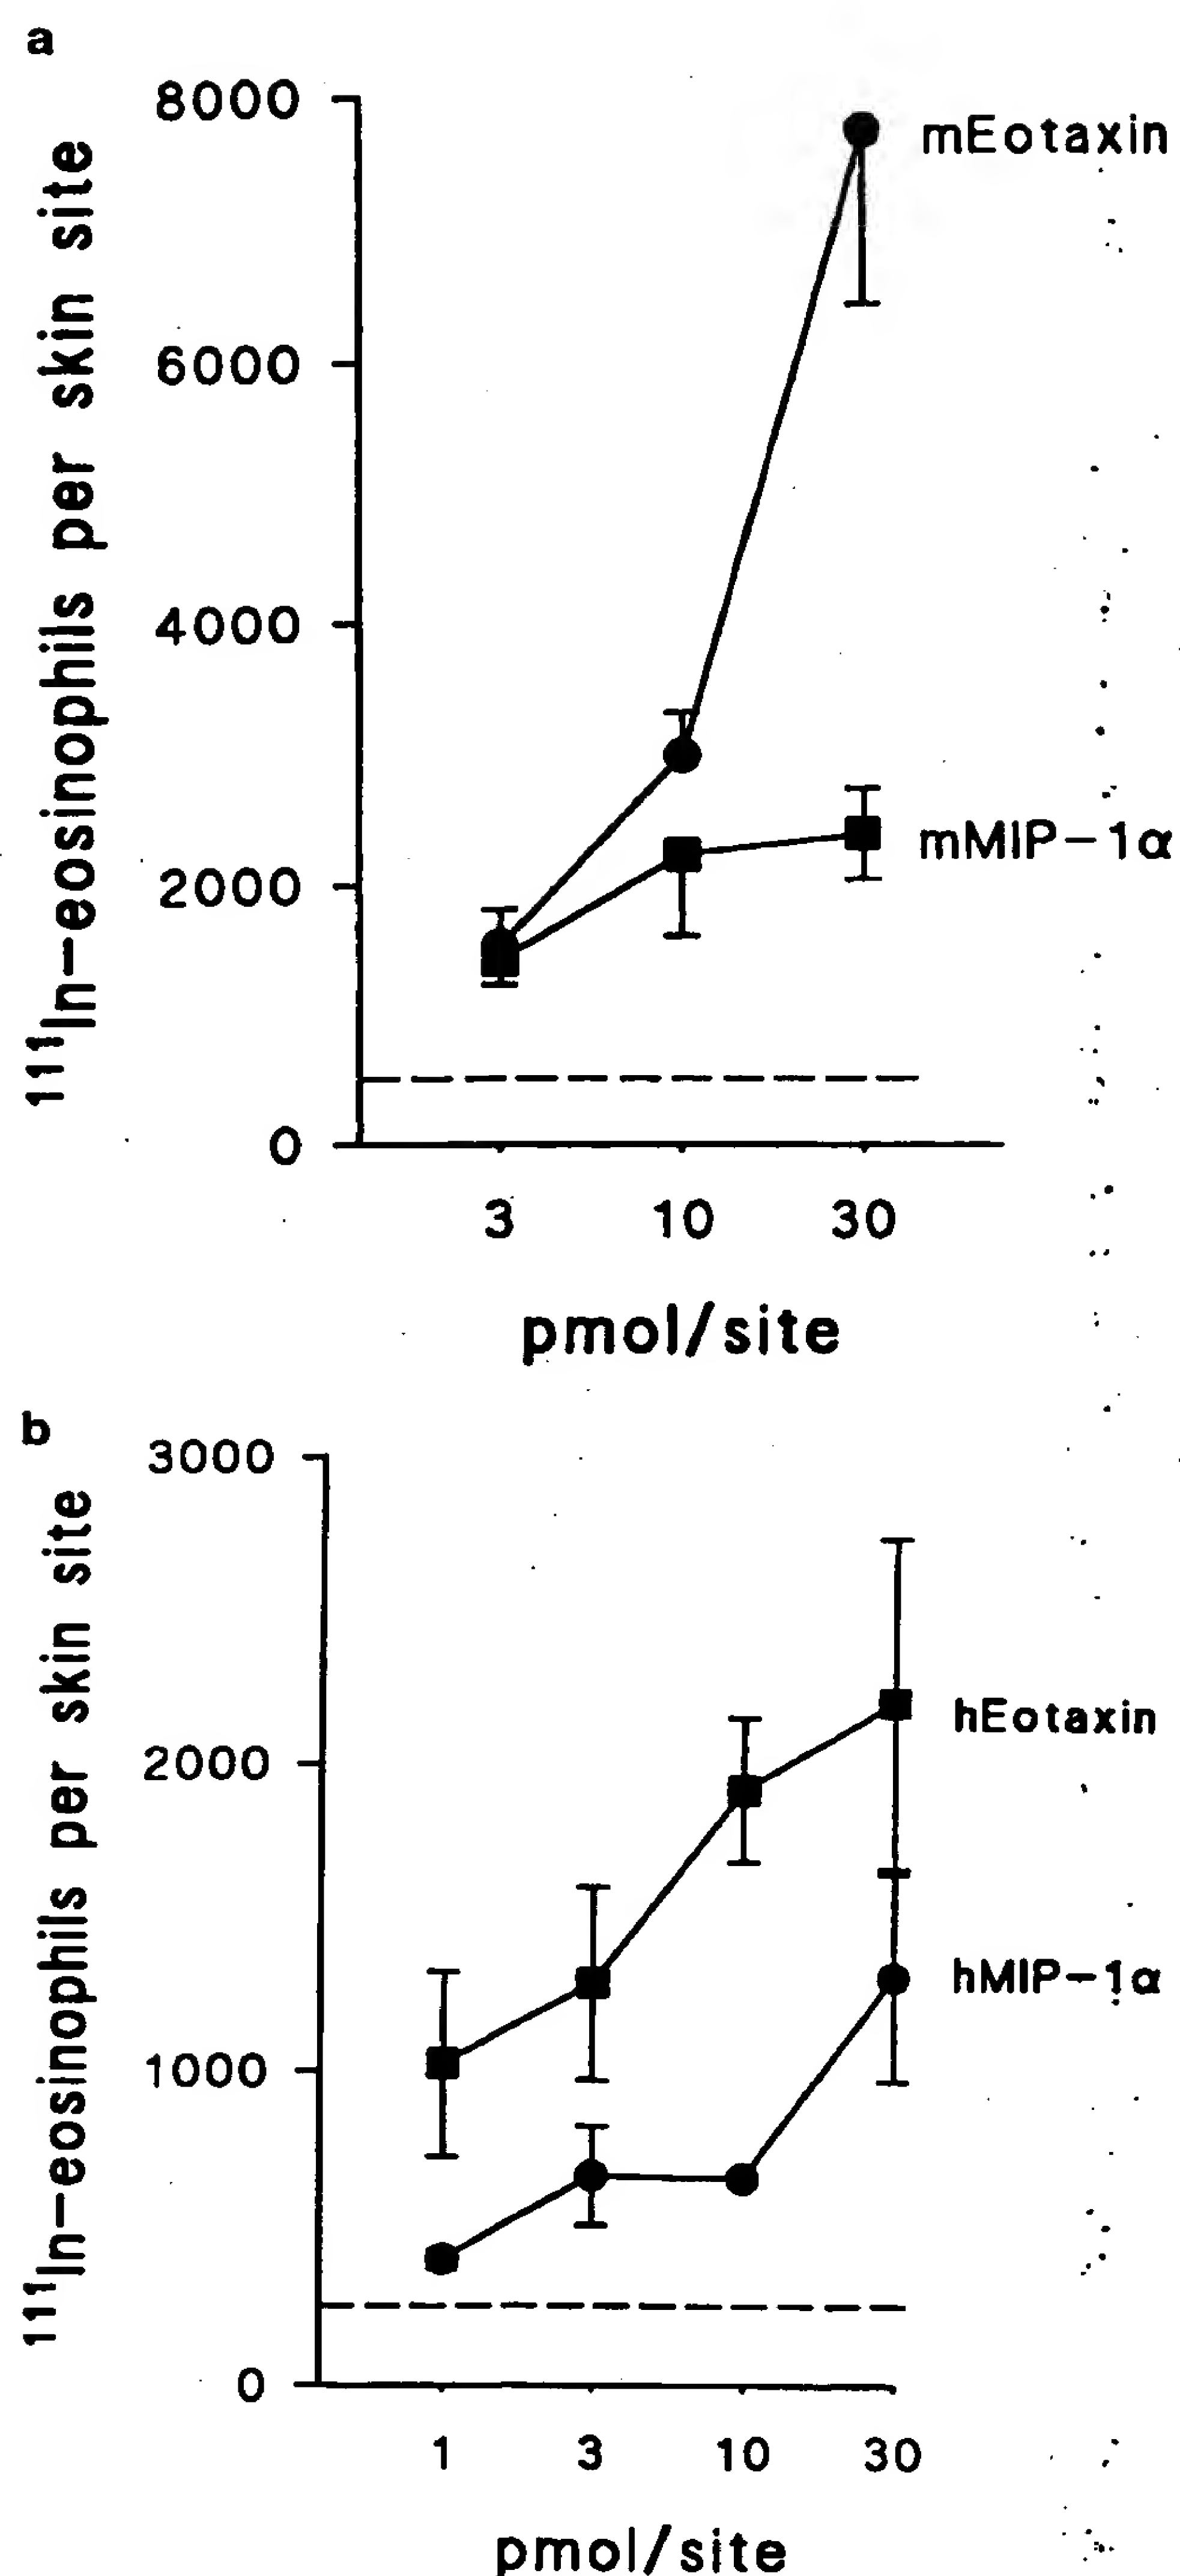 a
¹¹¹In-eosinophils per skin site
8000
6000
4000
2000
0
mEotaxin
mMIP-1α
3 10 30
pmol/site
b
¹¹¹In-eosinophils per skin site
3000
2000
1000
0
hEotaxin
hMIP-1α
1 3 10 30
pmol/site